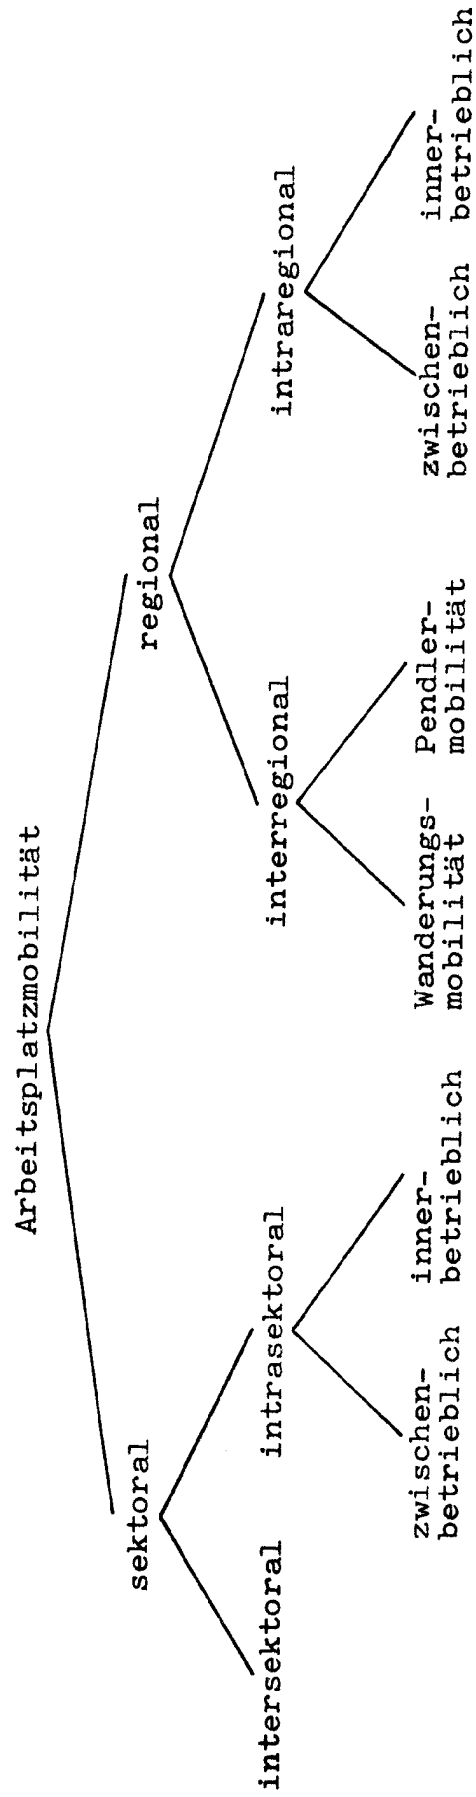 Arbeitsplatzmobilität
sektoral
regional
intersektoral
intrasektoral
interregional
intraregional
zwischen-
betrieblich
inner-
betrieblich
Wanderungs-
mobilität
Pendler-
mobilität
zwischen-
betrieblich
inner-
betrieblich